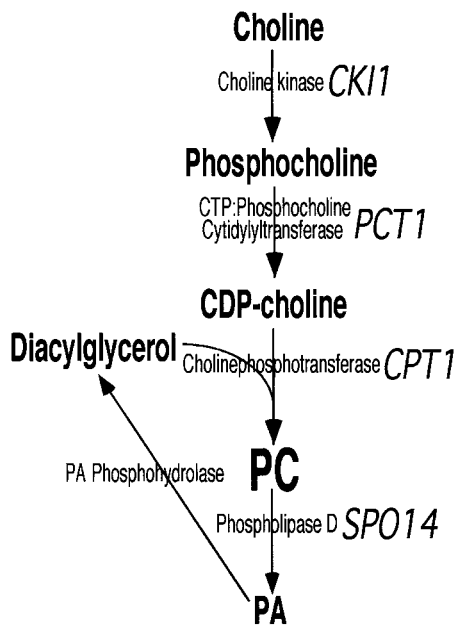 Choline
Choline kinase CKI1
Phosphocholine
CTP:Phosphocholine
Cytidylyltransferase PCT1
CDP-choline
Diacylglycerol
Cholinephosphotransferase CPT1
PA Phosphohydrolase
PC
Phospholipase D SPO14
PA